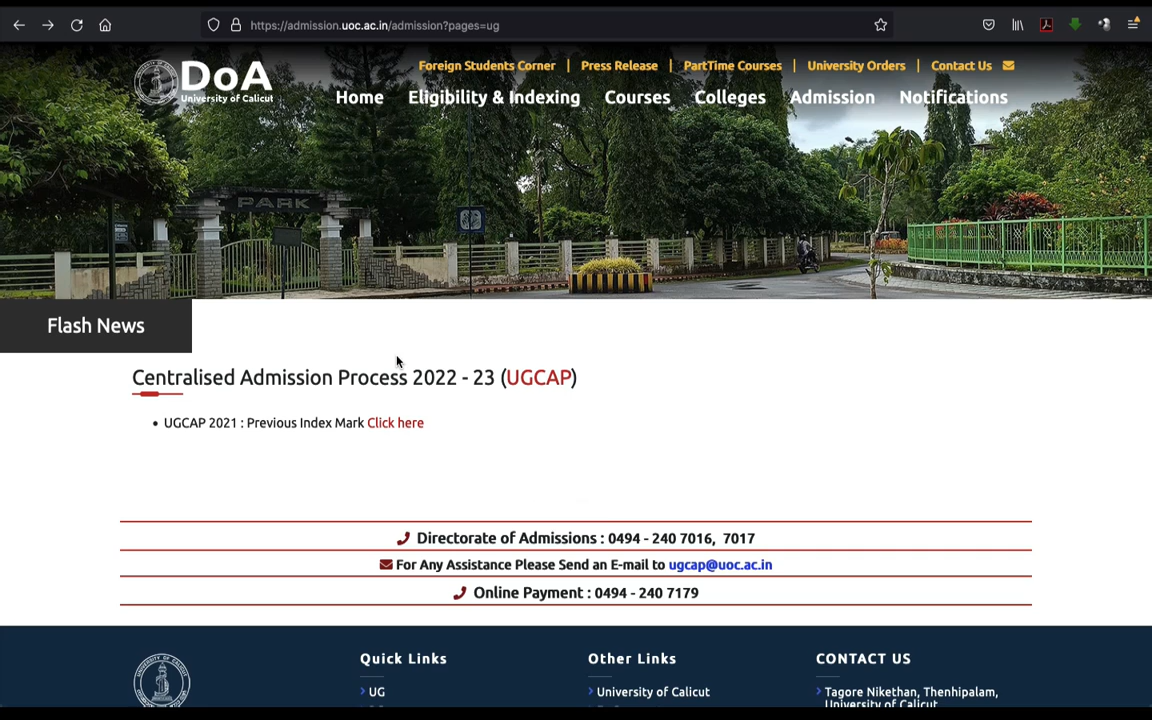 https://admission.uoc.ac.in/admission?pages=ug
DoA
University of Calicut
Foreign Students Corner | Press Release | PartTime Courses | University Orders | Contact Us
Home Eligibility & Indexing Courses Colleges Admission Notifications
PARK
Flash News
Centralised Admission Process 2022 - 23 (UGCAP)
• UGCAP 2021 : Previous Index Mark Click here
Directorate of Admissions : 0494 - 240 7016, 7017
For Any Assistance Please Send an E-mail to ugcap@uoc.ac.in
Online Payment : 0494 - 240 7179
Quick Links
UG
Other Links
University of Calicut
CONTACT US
Tagore Nikethan, Thenhipalam,
University of Calicut